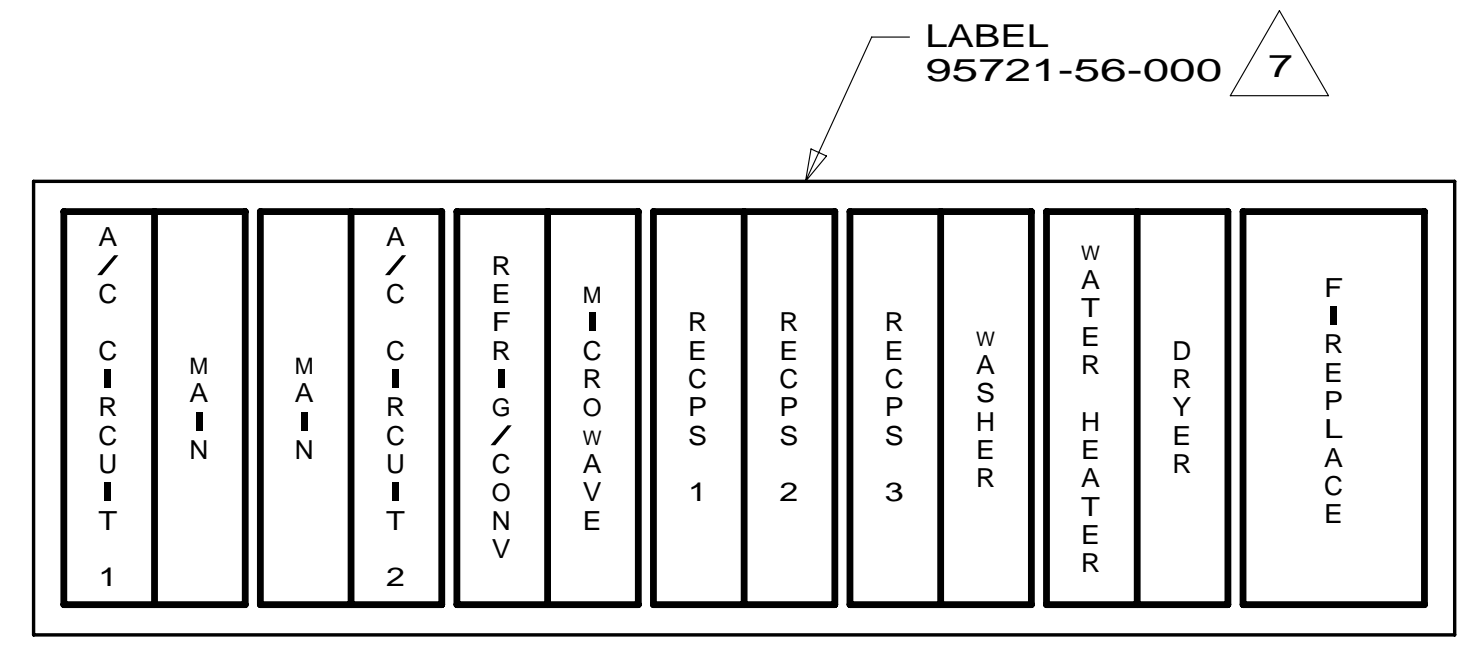 LABEL
95721-56-000
7
A/C CIRCUIT 1
MAIN
MAIN
A/C CIRCUIT 2
REFRIG/CONV
MICROWAVE
RECPS 1
RECPS 2
RECPS 3
WASHER
WATER HEATER
DRYER
FIREPLACE